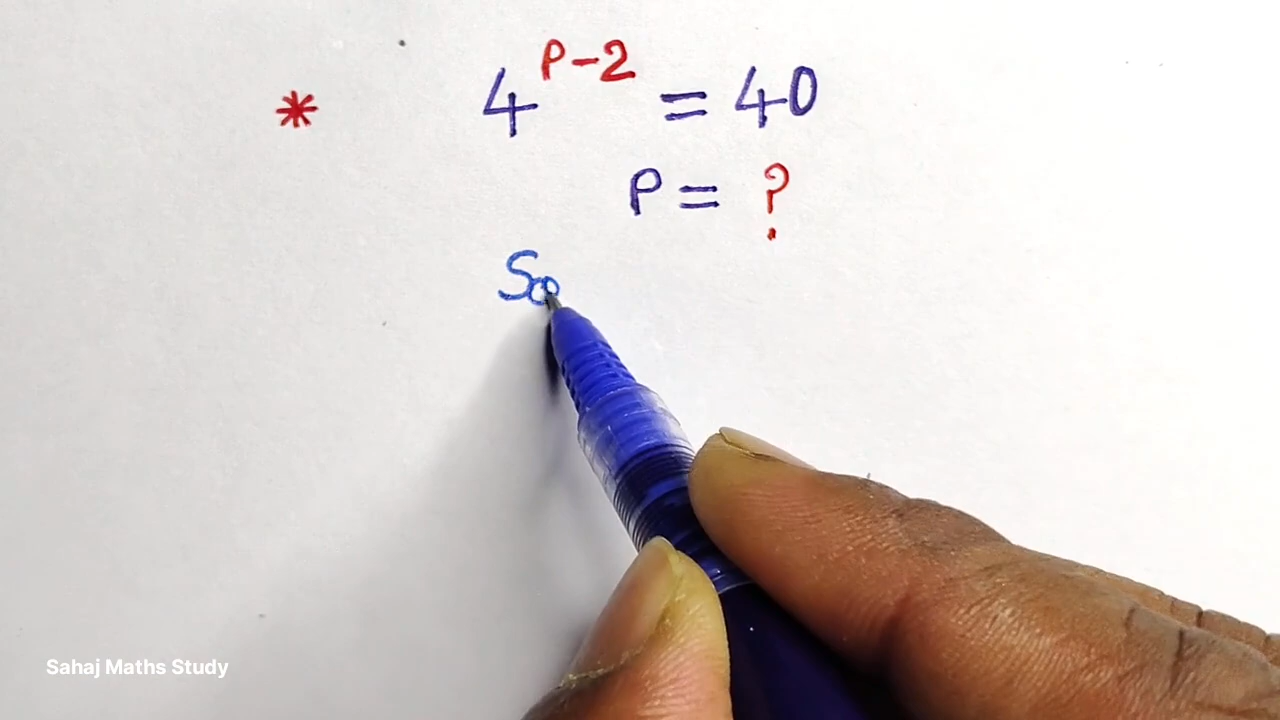 * 4^{P-2} = 40
P = ?
So
Sahaj Maths Study